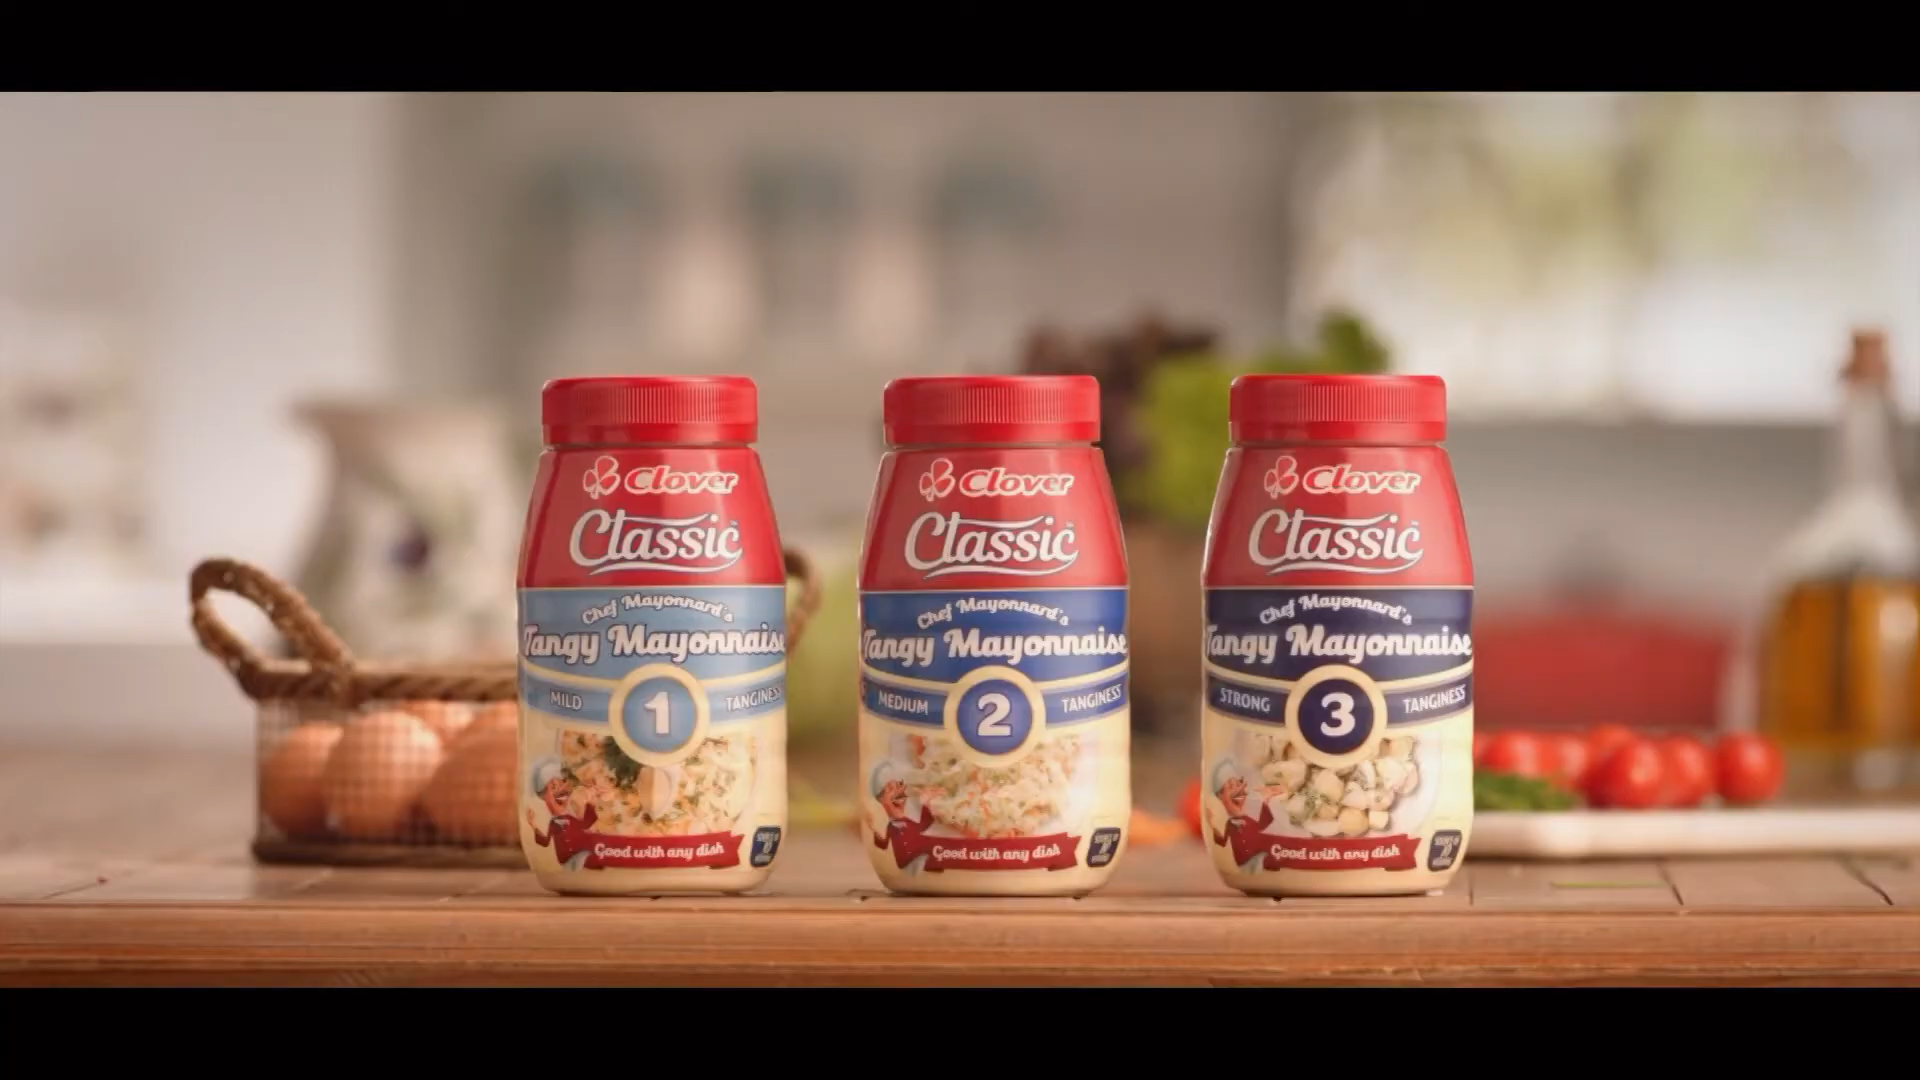 Clover
Classic
Chef Mayonnard's
Tangy Mayonnaise
MILD 1 TANGINESS
Good with any dish
Clover
Classic
Chef Mayonnard's
Tangy Mayonnaise
MEDIUM 2 TANGINESS
Good with any dish
Clover
Classic
Chef Mayonnard's
Tangy Mayonnaise
STRONG 3 TANGINESS
Good with any dish